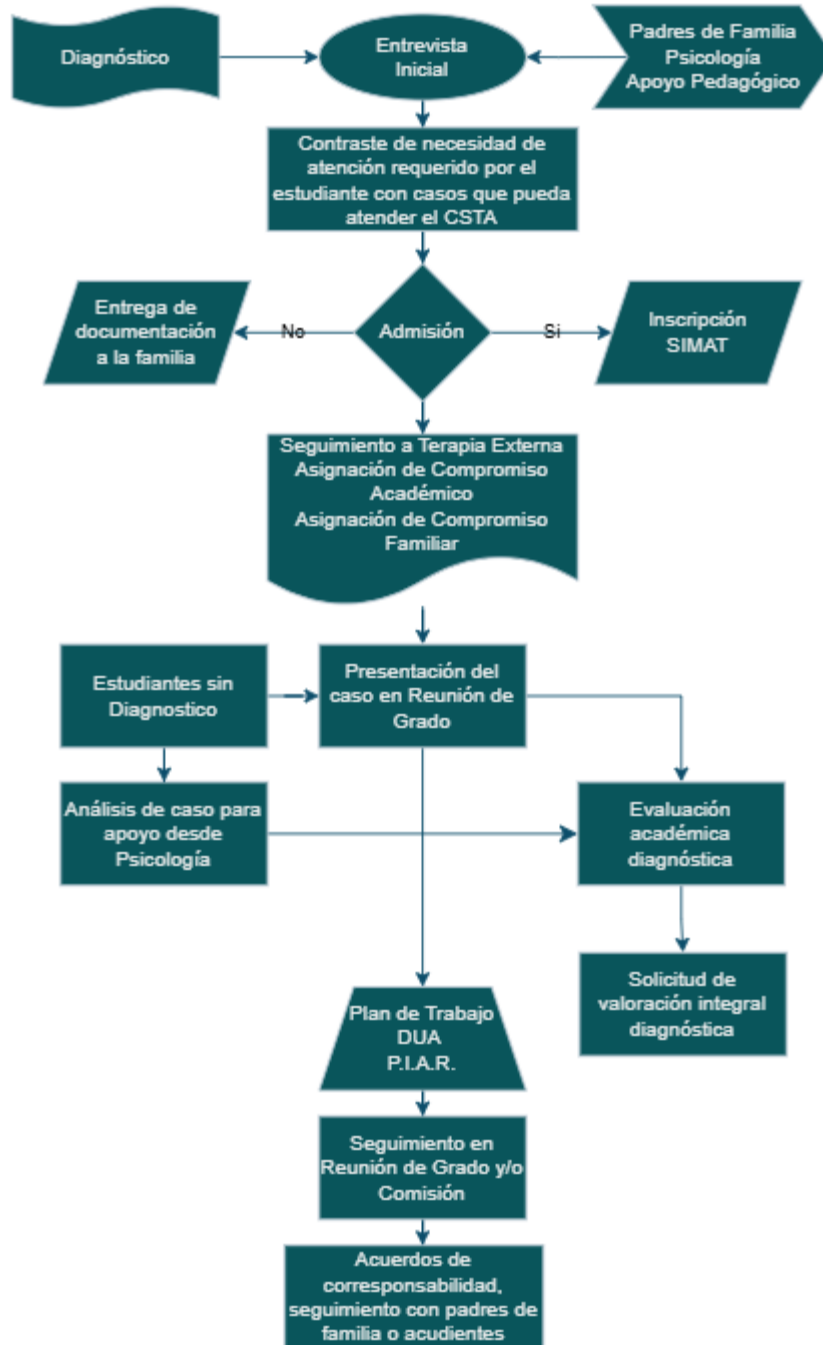 Diagnóstico
Entrevista
Inicial
Padres de Familia
Psicología
Apoyo Pedagógico
Contraste de necesidad de
atención requerido por el
estudiante con casos que pueda
atender el CSTA
Entrega de
documentación
a la familia
No
Admisión
Si
Inscripción
SIMAT
Seguimiento a Terapia Externa
Asignación de Compromiso
Académico
Asignación de Compromiso
Familiar
Estudiantes sin
Diagnostico
Presentación del
caso en Reunión de
Grado
Análisis de caso para
apoyo desde
Psicología
Evaluación
académica
diagnóstica
Solicitud de
valoración integral
diagnóstica
Plan de Trabajo
DUA
P.I.A.R.
Seguimiento en
Reunión de Grado y/o
Comisión
Acuerdos de
corresponsabilidad,
seguimiento con padres de
familia o acudientes